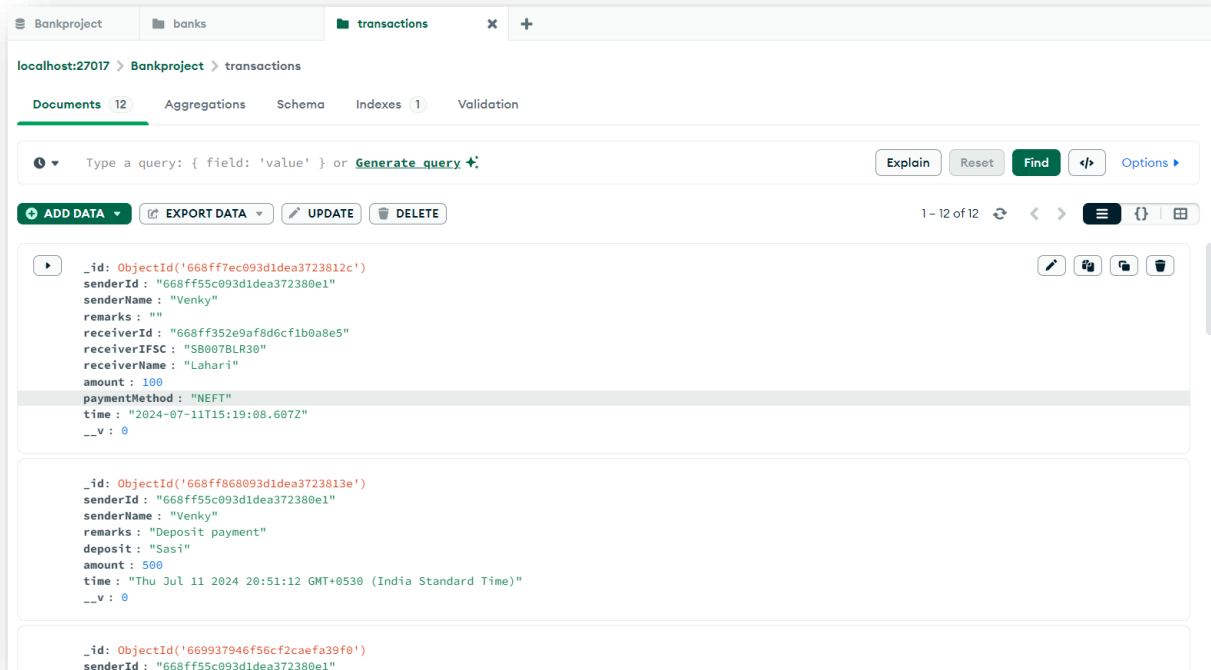 Bankproject
banks
transactions
localhost:27017 > Bankproject > transactions
Documents 12 Aggregations Schema Indexes 1 Validation
Type a query: { field: 'value' } or Generate query
Explain Reset Find </> Options
ADD DATA EXPORT DATA UPDATE DELETE
1 – 12 of 12 {}
_id: ObjectId('668ff7ec093d1dea3723812c')
senderId : "668ff55c093d1dea372380e1"
senderName : "Venky"
remarks : ""
receiverId : "668ff352e9af8d6cf1b0a8e5"
receiverIFSC : "SB007BLR30"
receiverName : "Lahari"
amount : 100
paymentMethod : "NEFT"
time : "2024-07-11T15:19:08.607Z"
__v : 0
_id: ObjectId('668ff868093d1dea3723813e')
senderId : "668ff55c093d1dea372380e1"
senderName : "Venky"
remarks : "Deposit payment"
deposit : "Sasi"
amount : 500
time : "Thu Jul 11 2024 20:51:12 GMT+0530 (India Standard Time)"
__v : 0
_id: ObjectId('669937946f56cf2caefa39f0')
senderId : "668ff55c093d1dea372380e1"